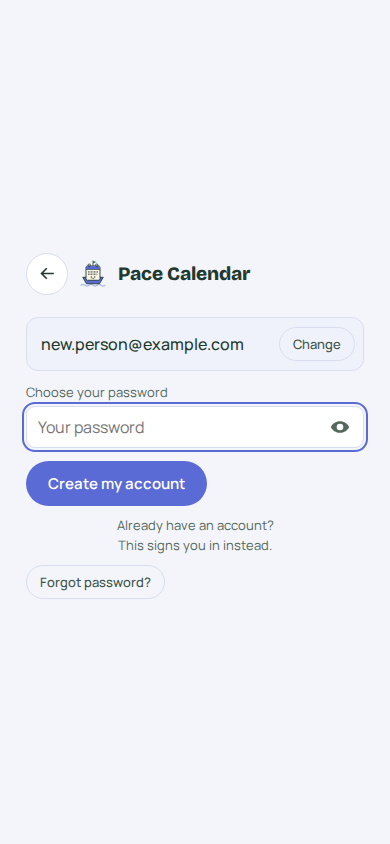 Pace Calendar
new.person@example.com
Change
Choose your password
Your password
Create my account
Already have an account?
This signs you in instead.
Forgot password?